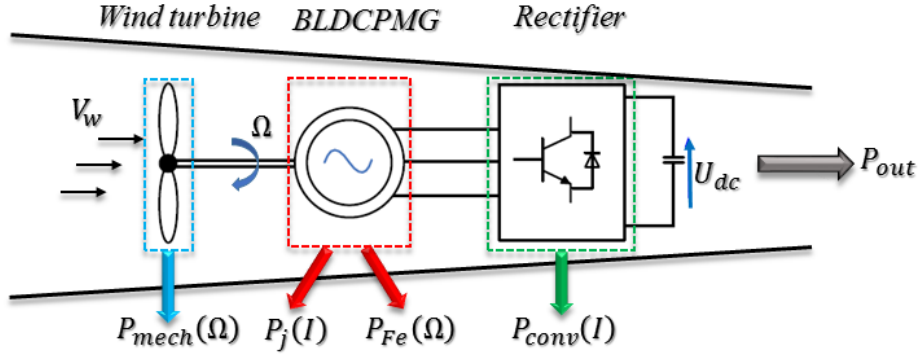 Wind turbine BLDCPMG Rectifier
V_w
Ω
U_dc
P_out
P_mech(Ω) P_j(I) P_Fe(Ω) P_conv(I)